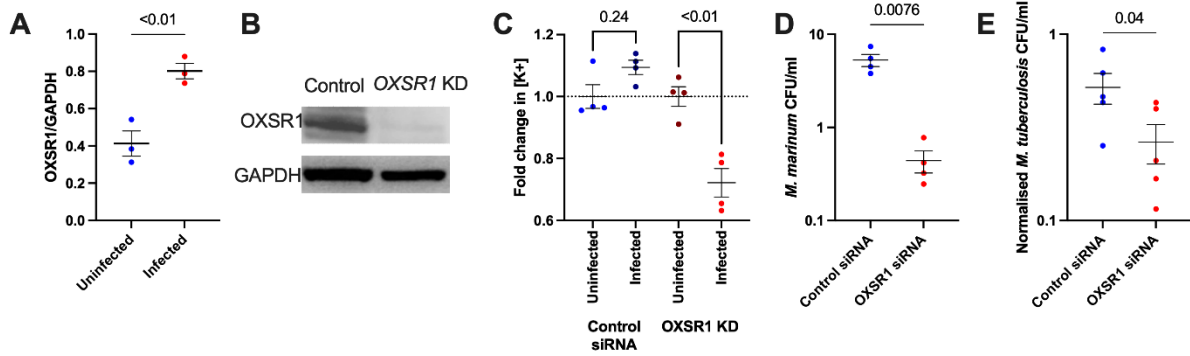 A
<0.01
OXSR1/GAPDH
1.0
0.8
0.6
0.4
0.2
0.0
Uninfected
Infected
B
Control OXSR1 KD
OXSR1
GAPDH
C
0.24
<0.01
Fold change in [K+]
1.2
1.0
0.8
0.6
Uninfected
Infected
Uninfected
Infected
Control
siRNA
OXSR1 KD
D
0.0076
M. marinum CFU/ml
10
1
0.1
Control siRNA
OXSR1 siRNA
E
0.04
Normalised M. tuberculosis CFU/ml
1
0.1
Control siRNA
OXSR1 siRNA